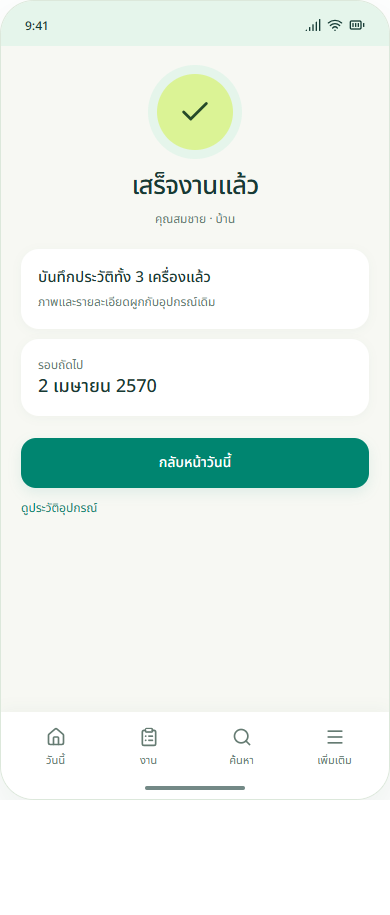 9:41
เสร็จงานแล้ว
คุณสมชาย · บ้าน
บันทึกประวัติทั้ง 3 เครื่องแล้ว
ภาพและรายละเอียดผูกกับอุปกรณ์เดิม
รอบถัดไป
2 เมษายน 2570
กลับหน้าวันนี้
ดูประวัติอุปกรณ์
วันนี้
งาน
ค้นหา
เพิ่มเติม